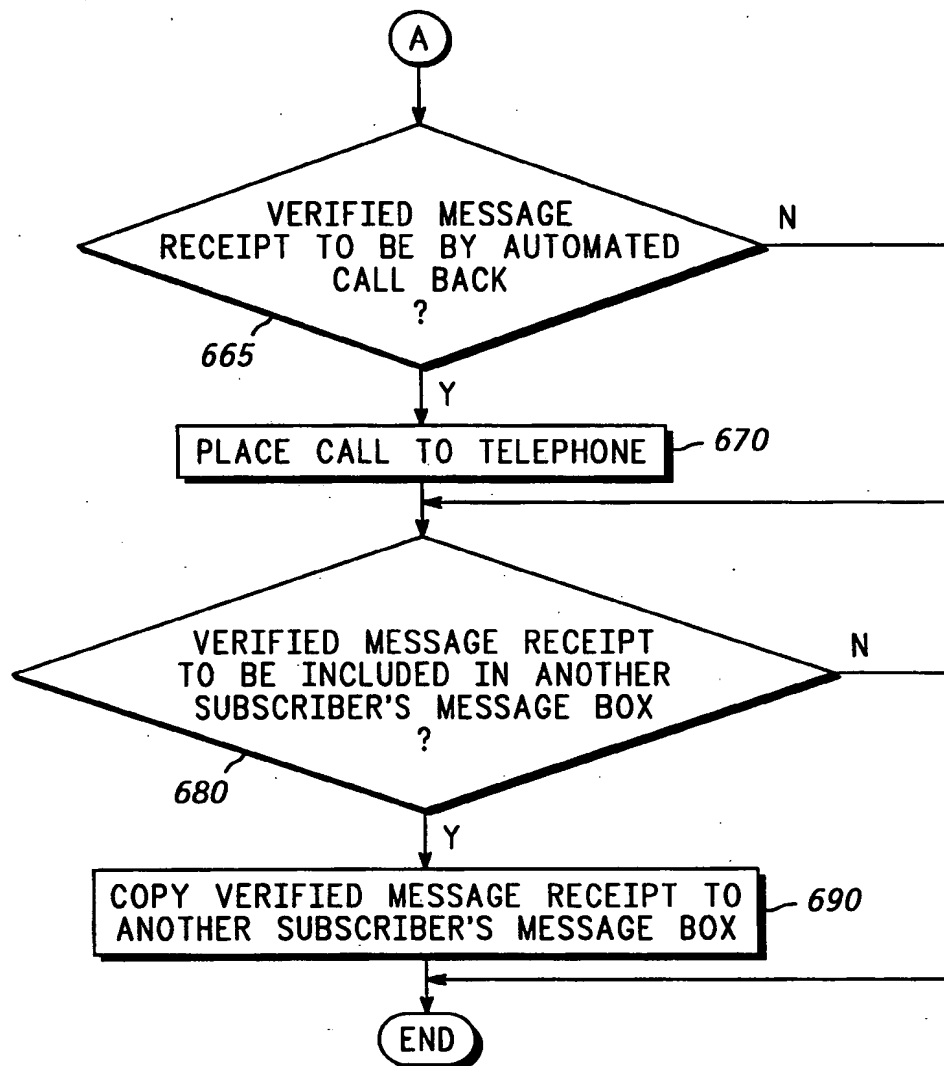 A
VERIFIED MESSAGE
RECEIPT TO BE BY AUTOMATED
CALL BACK
?
N
665
Y
PLACE CALL TO TELEPHONE
670
VERIFIED MESSAGE RECEIPT
TO BE INCLUDED IN ANOTHER
SUBSCRIBER'S MESSAGE BOX
?
N
680
Y
COPY VERIFIED MESSAGE RECEIPT TO
ANOTHER SUBSCRIBER'S MESSAGE BOX
690
END